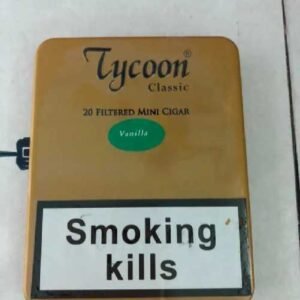 Tycoon®
Classic
20 FILTERED MINI CIGAR
Vanilla
Smoking
kills